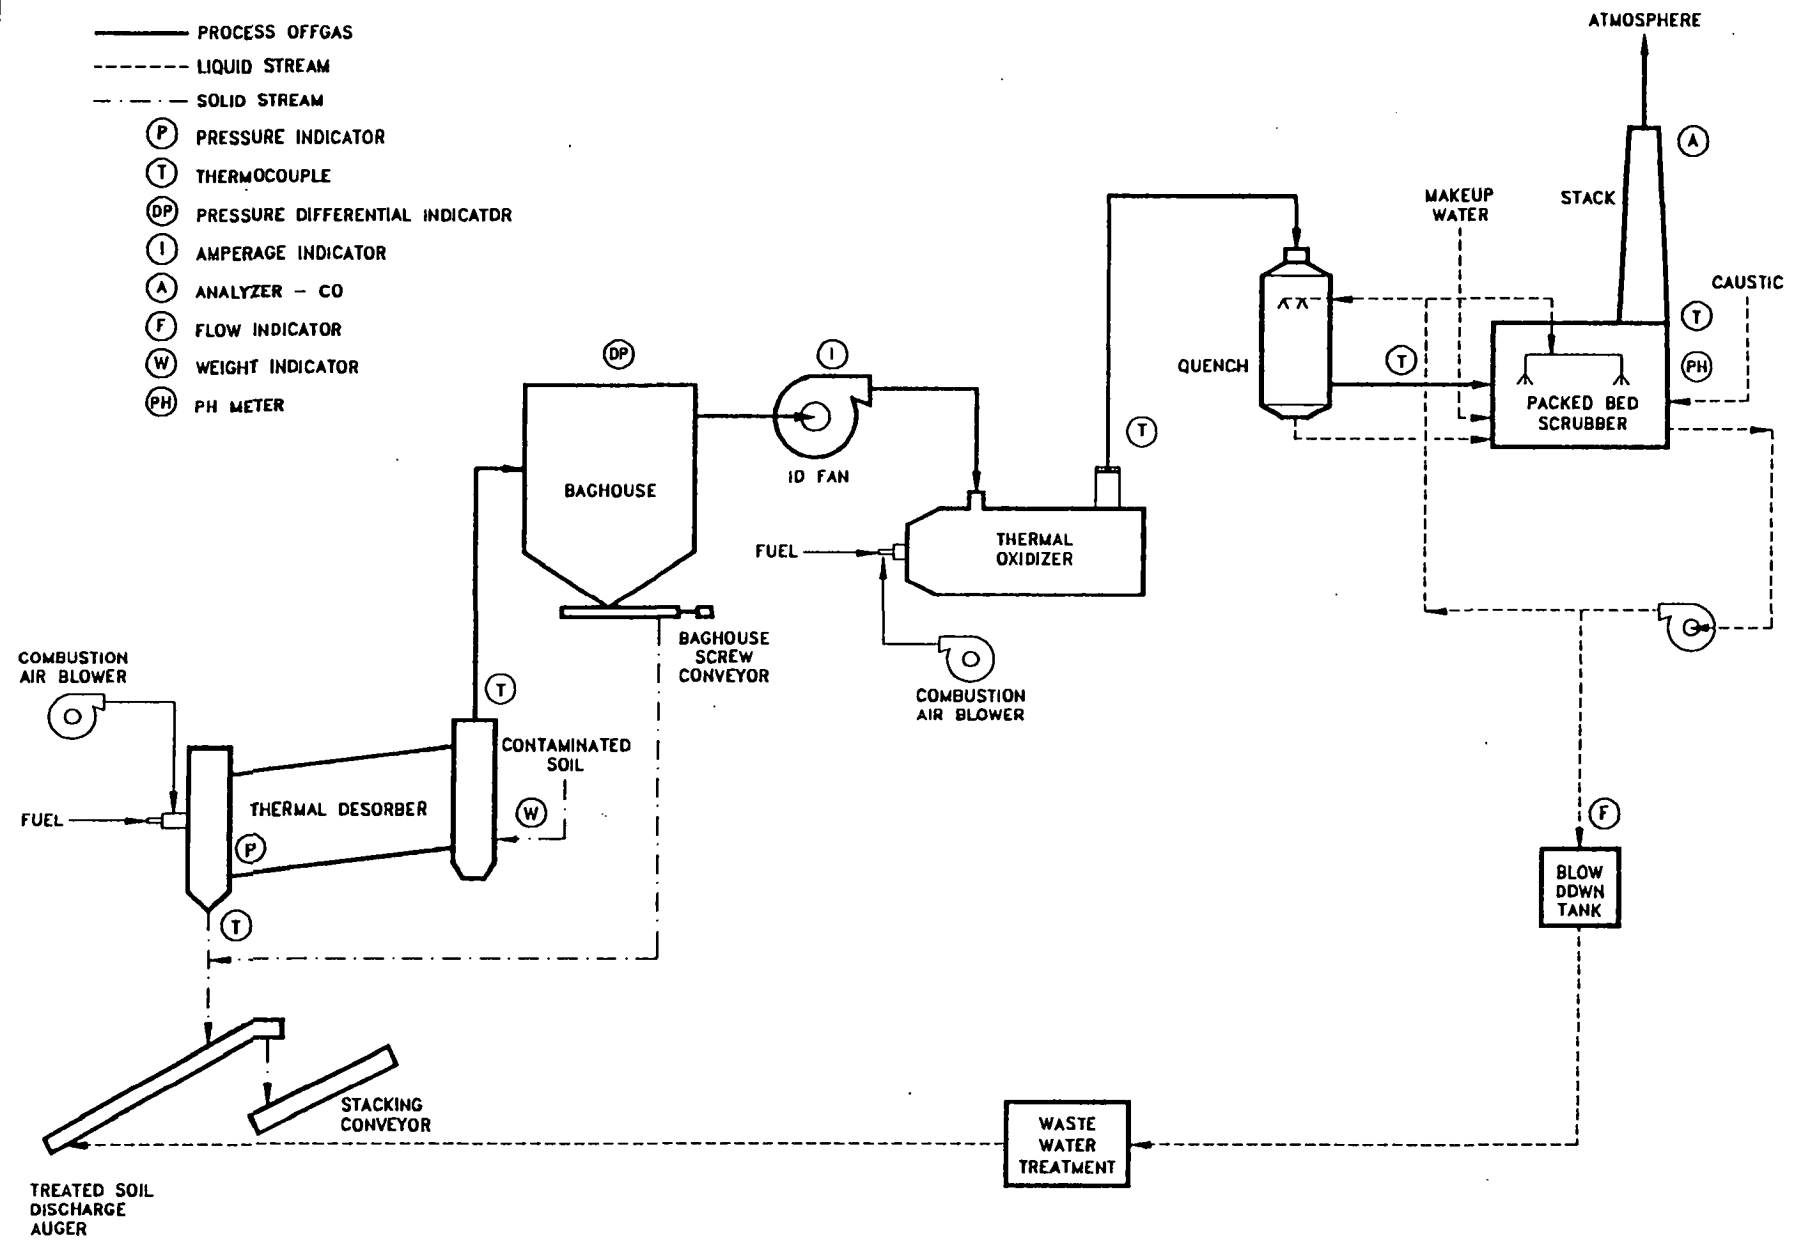 PROCESS OFFGAS
LIQUID STREAM
SOLID STREAM
P PRESSURE INDICATOR
T THERMOCOUPLE
DP PRESSURE DIFFERENTIAL INDICATOR
I AMPERAGE INDICATOR
A ANALYZER - CO
F FLOW INDICATOR
W WEIGHT INDICATOR
PH PH METER
ATMOSPHERE
A
STACK
MAKEUP
WATER
CAUSTIC
T
PH
T
QUENCH
PACKED BED
SCRUBBER
DP
I
BAGHOUSE
ID FAN
T
FUEL
THERMAL
OXIDIZER
BAGHOUSE
SCREW
CONVEYOR
COMBUSTION
AIR BLOWER
COMBUSTION
AIR BLOWER
T
CONTAMINATED
SOIL
W
FUEL
THERMAL DESORBER
P
T
F
BLOW
DOWN
TANK
STACKING
CONVEYOR
WASTE
WATER
TREATMENT
TREATED SOIL
DISCHARGE
AUGER